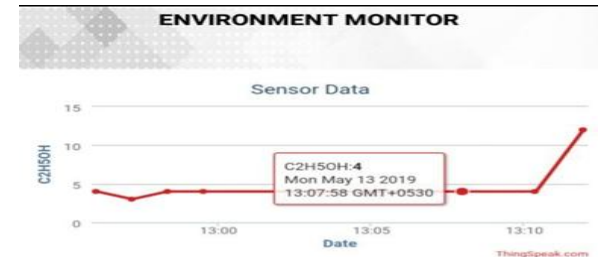 ENVIRONMENT MONITOR
Sensor Data
15
10
5
0
C2H5OH
C2H5OH:4
Mon May 13 2019
13:07:58 GMT+0530
13:00
13:05
13:10
Date
ThingSpeak.com